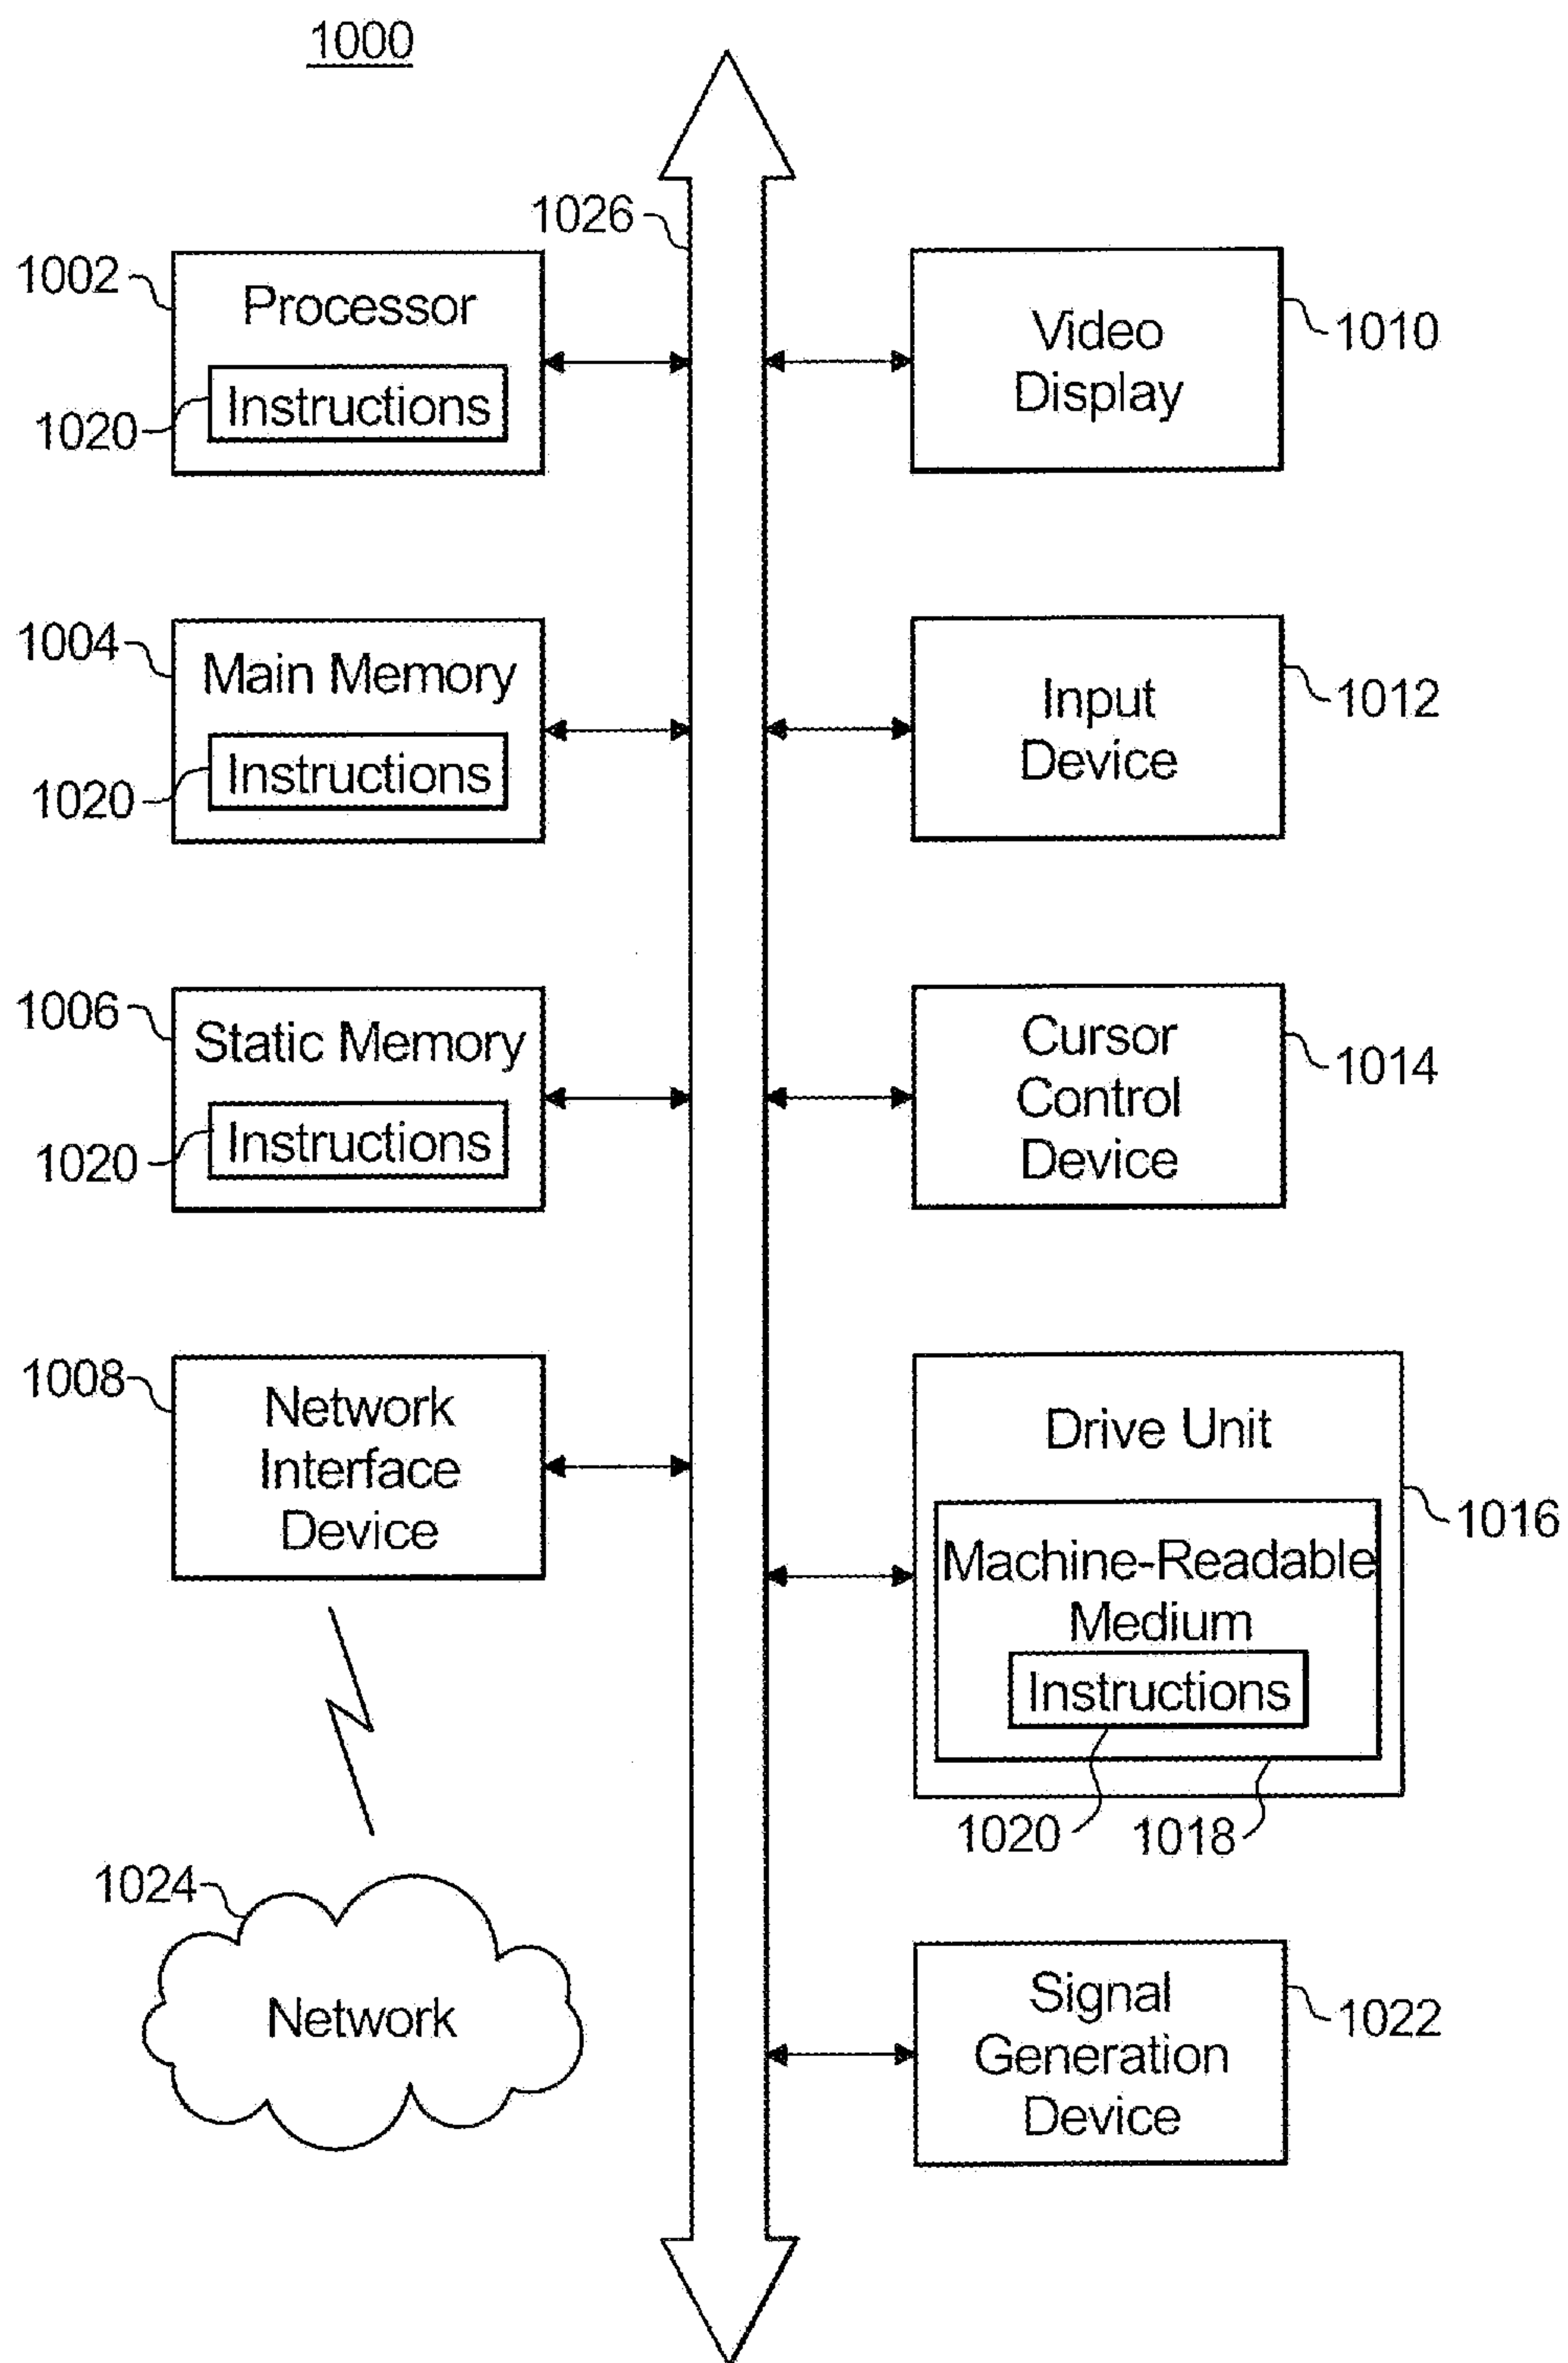 1000
1026
1002
Processor
Instructions
1020
Video
Display
1010
1004
Main Memory
Instructions
1020
Input
Device
1012
1006
Static Memory
Instructions
1020
Cursor
Control
Device
1014
1008
Network
Interface
Device
Drive Unit
1016
Machine-Readable
Medium
Instructions
1020
1018
1024
Network
Signal
Generation
Device
1022